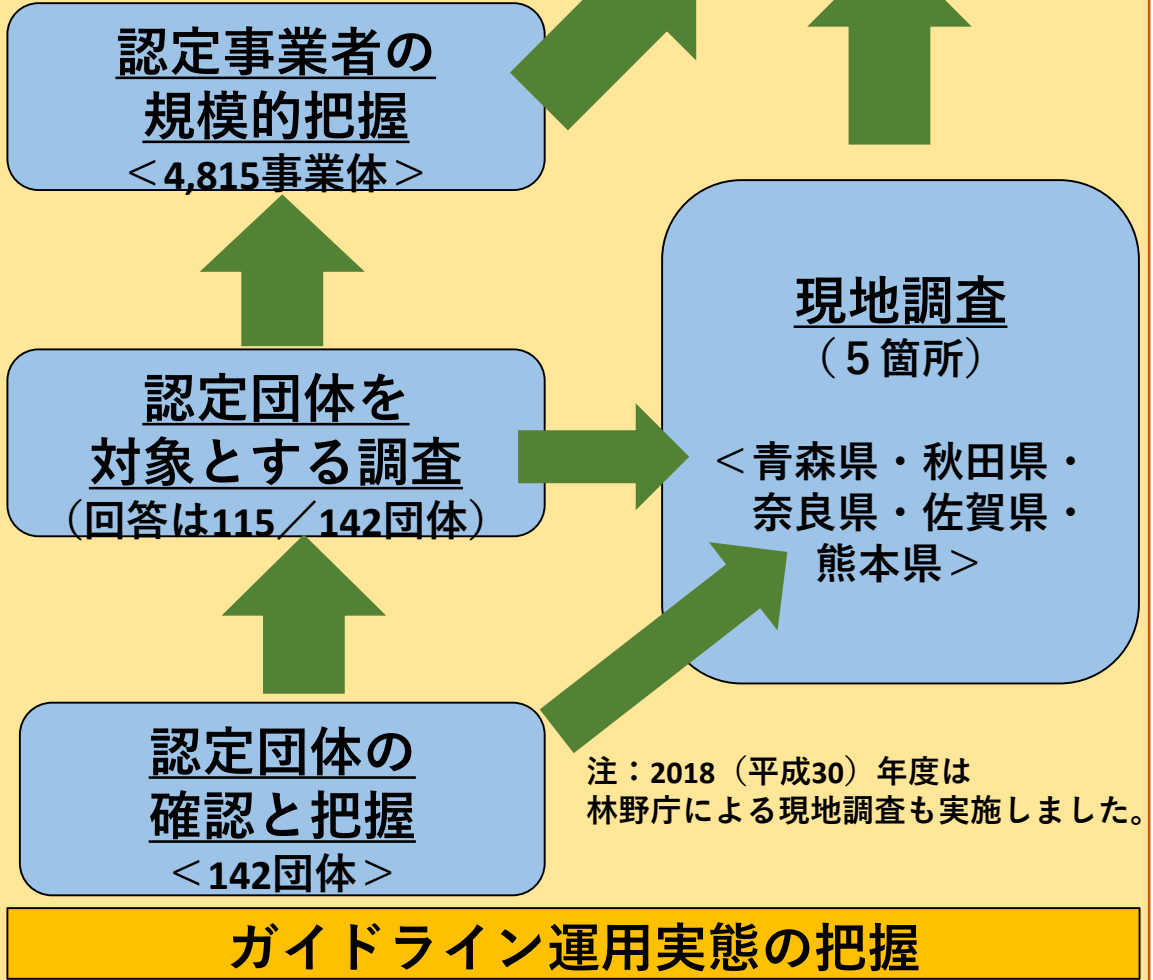 認定事業者の
規模的把握
＜4,815事業体＞
現地調査
（５箇所）
＜青森県・秋田県・
奈良県・佐賀県・
熊本県＞
認定団体を
対象とする調査
（回答は115／142団体）
認定団体の
確認と把握
＜142団体＞
注：2018（平成30）年度は
林野庁による現地調査も実施しました。
ガイドライン運用実態の把握